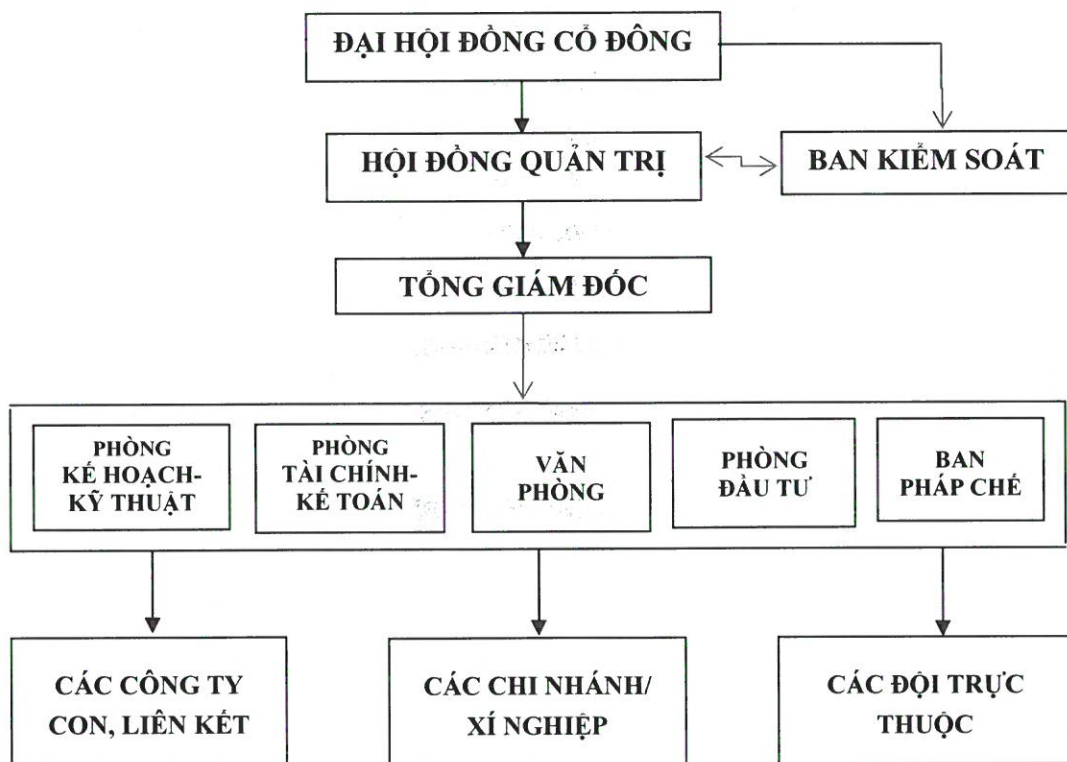 ĐẠI HỘI ĐỒNG CỔ ĐÔNG
HỘI ĐỒNG QUẢN TRỊ
BAN KIỂM SOÁT
TỔNG GIÁM ĐỐC
PHÒNG
KẾ HOẠCH-
KỸ THUẬT
PHÒNG
TÀI CHÍNH-
KẾ TOÁN
VĂN
PHÒNG
PHÒNG
ĐẦU TƯ
BAN
PHÁP CHẾ
CÁC CÔNG TY
CON, LIÊN KẾT
CÁC CHI NHÁNH/
XÍ NGHIỆP
CÁC ĐỘI TRỰC
THUỘC